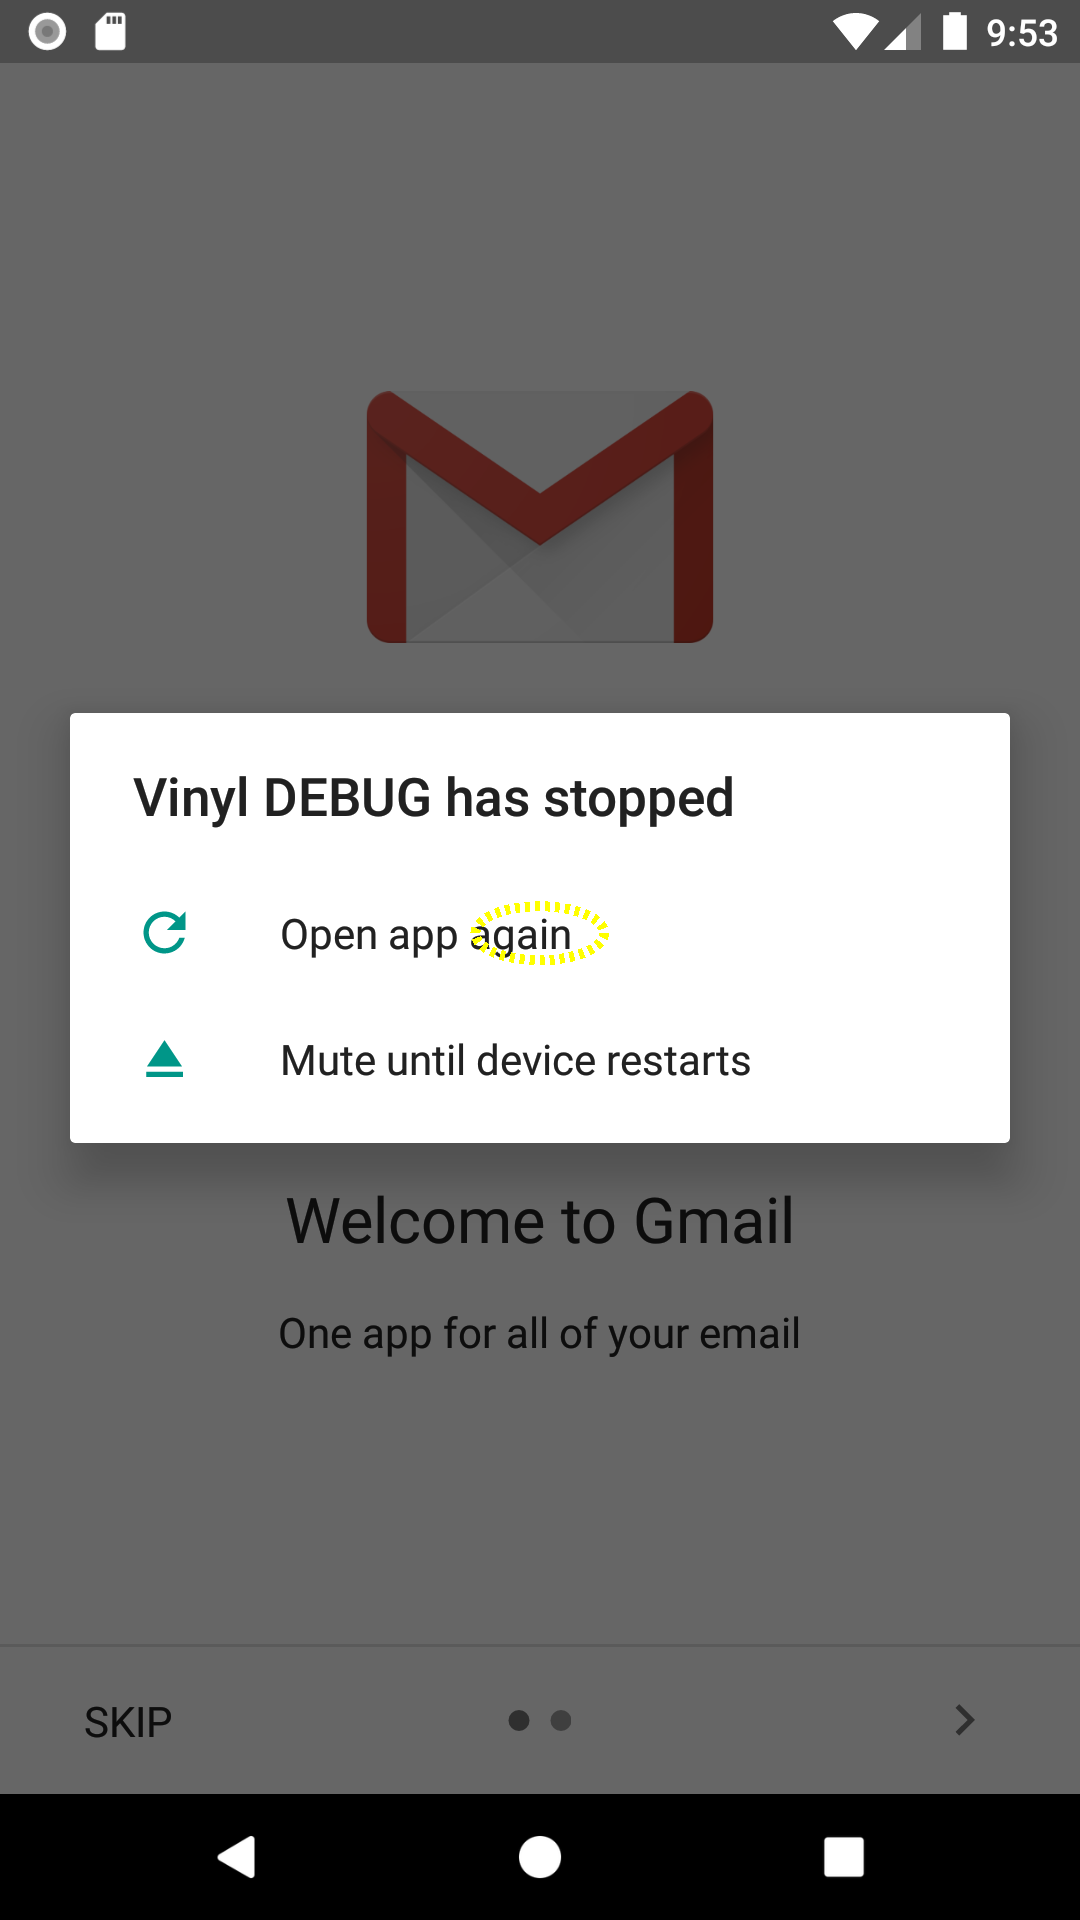 9:53
Vinyl DEBUG has stopped
Open app again
Mute until device restarts
Welcome to Gmail
One app for all of your email
SKIP